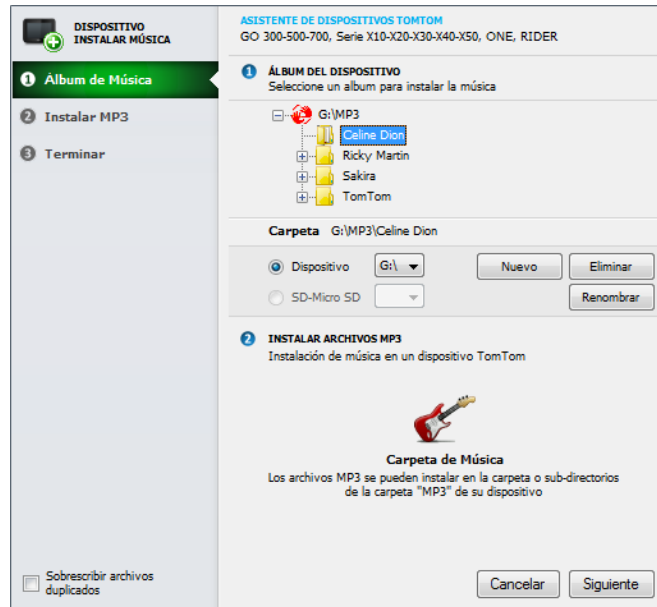 DISPOSITIVO
INSTALAR MÚSICA
1 Álbum de Música
2 Instalar MP3
3 Terminar
Sobrescribir archivos
duplicados
ASISTENTE DE DISPOSITIVOS TOMTOM
GO 300-500-700, Serie X10-X20-X30-X40-X50, ONE, RIDER
1 ÁLBUM DEL DISPOSITIVO
Seleccione un album para instalar la música
G:\MP3
Celine Dion
Ricky Martin
Sakira
TomTom
Carpeta G:\MP3\Celine Dion
Dispositivo G:\ Nuevo Eliminar
SD-Micro SD Renombrar
2 INSTALAR ARCHIVOS MP3
Instalación de música en un dispositivo TomTom
Carpeta de Música
Los archivos MP3 se pueden instalar en la carpeta o sub-directorios
de la carpeta "MP3" de su dispositivo
Cancelar Siguiente